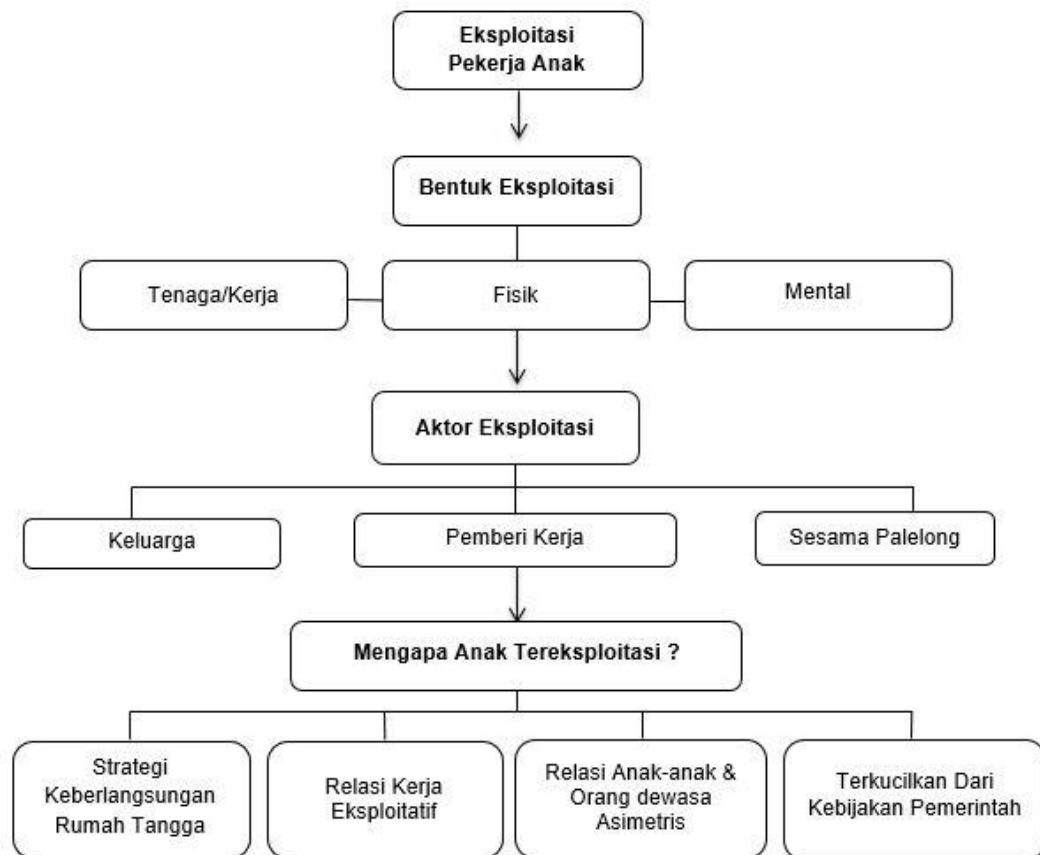 Eksploitasi
Pekerja Anak
Bentuk Eksploitasi
Tenaga/Kerja
Fisik
Mental
Aktor Eksploitasi
Keluarga
Pemberi Kerja
Sesama Palelong
Mengapa Anak Tereksploitasi ?
Strategi
Keberlangsungan
Rumah Tangga
Relasi Kerja
Eksploitatif
Relasi Anak-anak &
Orang dewasa
Asimetris
Terkucilkan Dari
Kebijakan Pemerintah